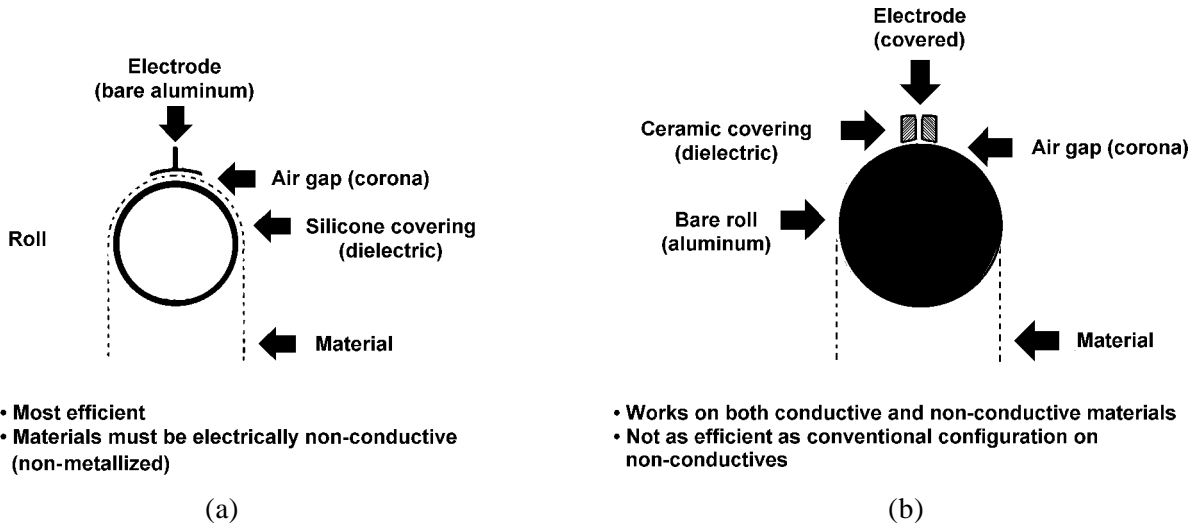 Electrode
(bare aluminum)
Air gap (corona)
Silicone covering
(dielectric)
Roll
Material
• Most efficient
• Materials must be electrically non-conductive
(non-metallized)
(a)
Electrode
(covered)
Ceramic covering
(dielectric)
Air gap (corona)
Bare roll
(aluminum)
Material
• Works on both conductive and non-conductive materials
• Not as efficient as conventional configuration on
non-conductives
(b)